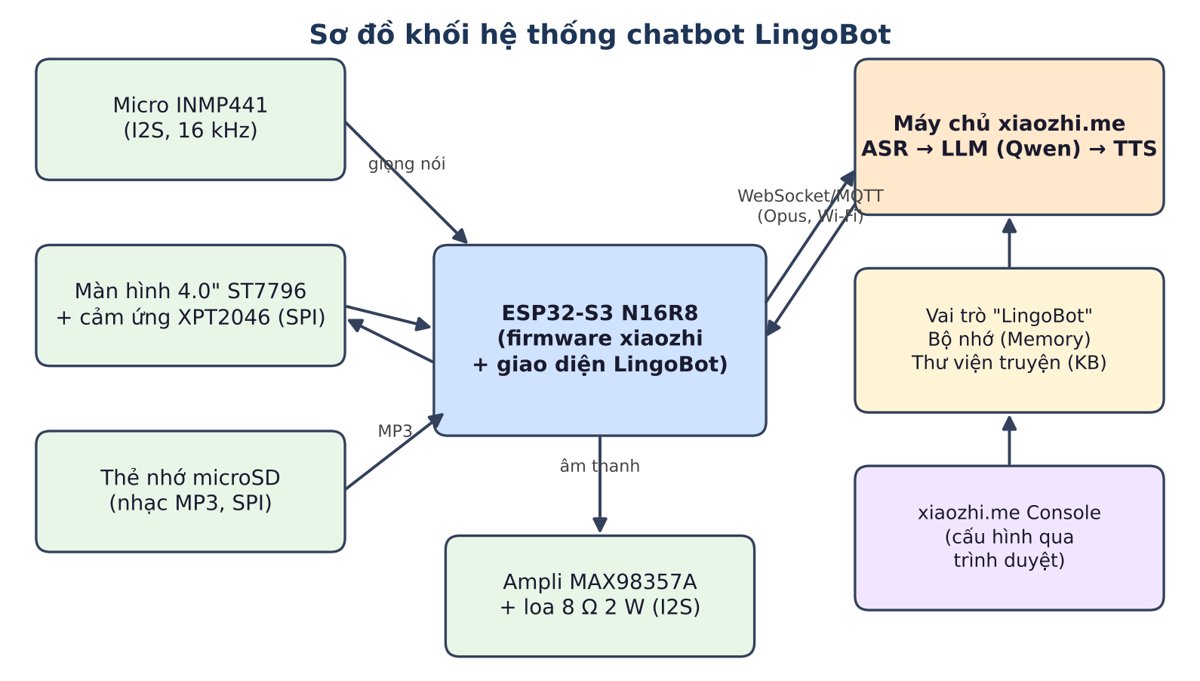 Sơ đồ khối hệ thống chatbot LingoBot
Micro INMP441
(I2S, 16 kHz)
giọng nói
Máy chủ xiaozhi.me
ASR → LLM (Qwen) → TTS
WebSocket/MQTT
(Opus, Wi-Fi)
Màn hình 4.0" ST7796
+ cảm ứng XPT2046 (SPI)
ESP32-S3 N16R8
(firmware xiaozhi
+ giao diện LingoBot)
Vai trò "LingoBot"
Bộ nhớ (Memory)
Thư viện truyện (KB)
MP3
Thẻ nhớ microSD
(nhạc MP3, SPI)
âm thanh
xiaozhi.me Console
(cấu hình qua
trình duyệt)
Ampli MAX98357A
+ loa 8 Ω 2 W (I2S)